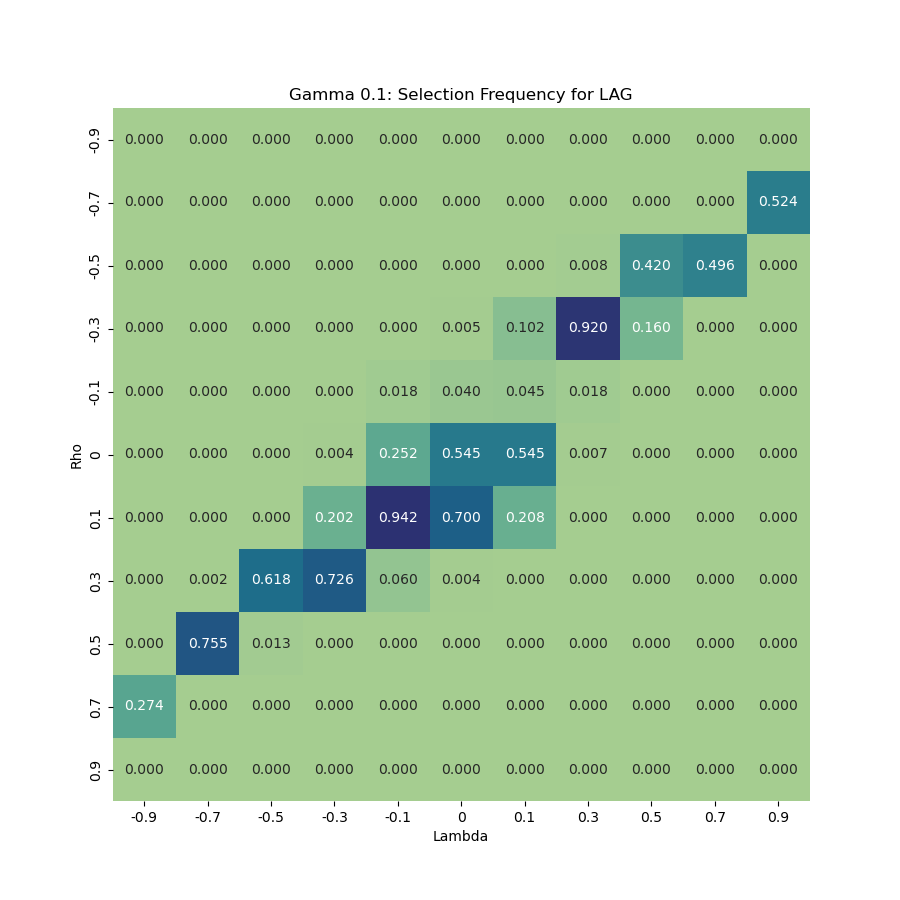 Gamma 0.1: Selection Frequency for LAG
-0.9 0.000 0.000 0.000 0.000 0.000 0.000 0.000 0.000 0.000 0.000 0.000
-0.7 0.000 0.000 0.000 0.000 0.000 0.000 0.000 0.000 0.000 0.000 0.524
-0.5 0.000 0.000 0.000 0.000 0.000 0.000 0.000 0.008 0.420 0.496 0.000
-0.3 0.000 0.000 0.000 0.000 0.000 0.005 0.102 0.920 0.160 0.000 0.000
-0.1 0.000 0.000 0.000 0.000 0.018 0.040 0.045 0.018 0.000 0.000 0.000
Rho
0 0.000 0.000 0.000 0.004 0.252 0.545 0.545 0.007 0.000 0.000 0.000
0.1 0.000 0.000 0.000 0.202 0.942 0.700 0.208 0.000 0.000 0.000 0.000
0.3 0.000 0.002 0.618 0.726 0.060 0.004 0.000 0.000 0.000 0.000 0.000
0.5 0.000 0.755 0.013 0.000 0.000 0.000 0.000 0.000 0.000 0.000 0.000
0.7 0.274 0.000 0.000 0.000 0.000 0.000 0.000 0.000 0.000 0.000 0.000
0.9 0.000 0.000 0.000 0.000 0.000 0.000 0.000 0.000 0.000 0.000 0.000
-0.9 -0.7 -0.5 -0.3 -0.1 0 0.1 0.3 0.5 0.7 0.9
Lambda